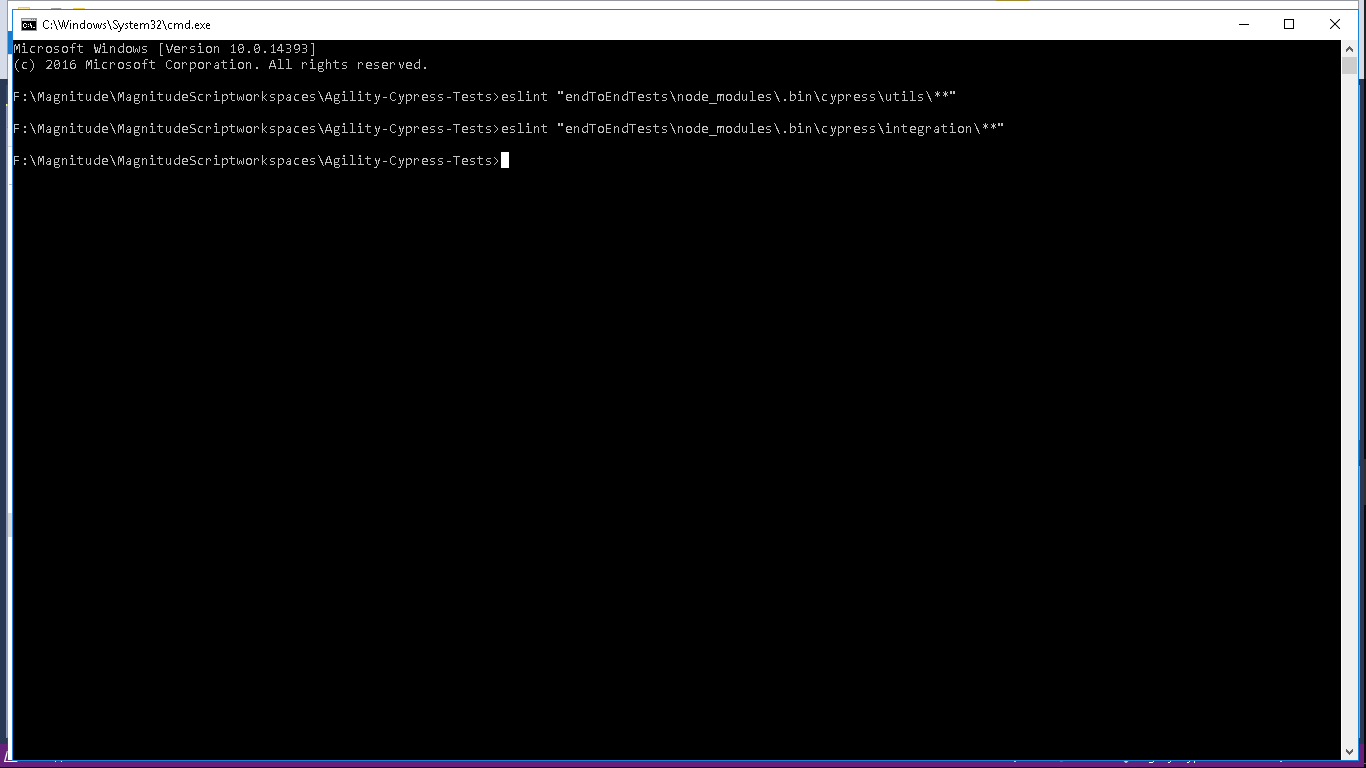 C:\Windows\System32\cmd.exe
Microsoft Windows [Version 10.0.14393]
(c) 2016 Microsoft Corporation. All rights reserved.
F:\Magnitude\MagnitudeScriptworkspaces\Agility-Cypress-Tests>eslint "endToEndTests\node_modules\.bin\cypress\utils\**"
F:\Magnitude\MagnitudeScriptworkspaces\Agility-Cypress-Tests>eslint "endToEndTests\node_modules\.bin\cypress\integration\**"
F:\Magnitude\MagnitudeScriptworkspaces\Agility-Cypress-Tests>